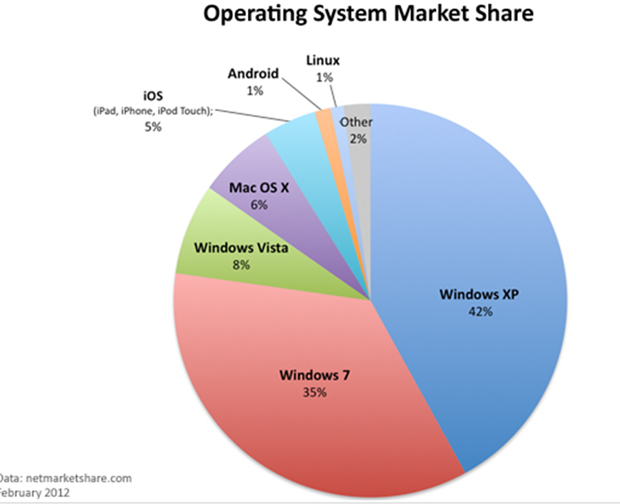 Operating System Market Share
Linux
1%
Android
1%
iOS
(iPad, iPhone, iPod Touch);
5%
Other
2%
Mac OS X
6%
Windows Vista
8%
Windows XP
42%
Windows 7
35%
Data: netmarketshare.com
February 2012